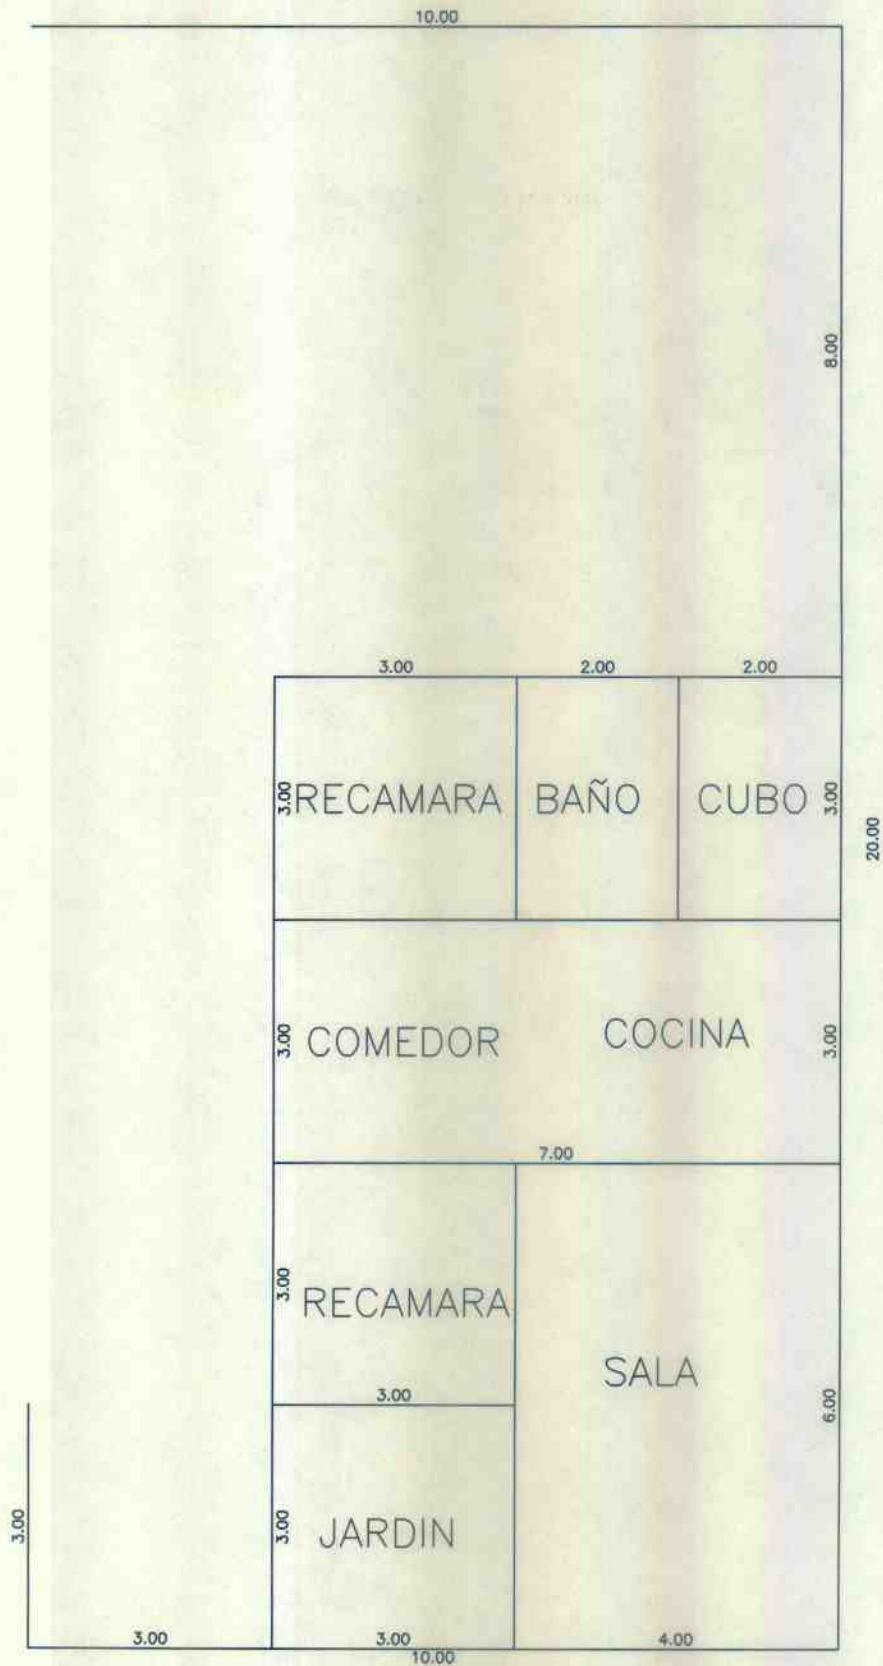 10.00
8.00
3.00 2.00 2.00
3.00 RECAMARA BAÑO CUBO 3.00
20.00
3.00 COMEDOR COCINA 3.00
7.00
3.00 RECAMARA
SALA
3.00
6.00
3.00 3.00 JARDIN
3.00 3.00 4.00
10.00